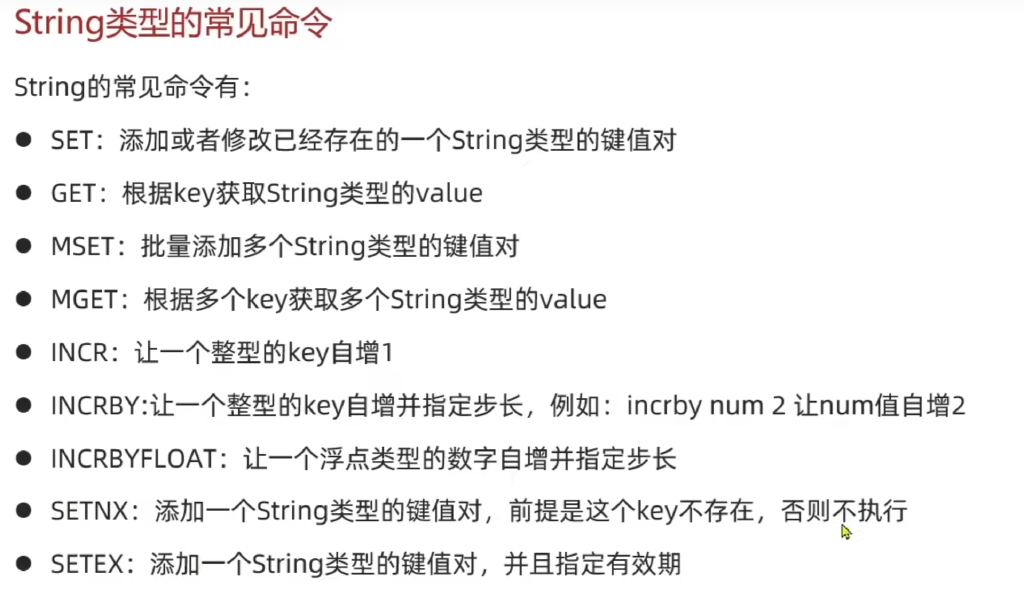 String类型的常见命令
String的常见命令有：
● SET：添加或者修改已经存在的一个String类型的键值对
● GET：根据key获取String类型的value
● MSET：批量添加多个String类型的键值对
● MGET：根据多个key获取多个String类型的value
● INCR：让一个整型的key自增1
● INCRBY:让一个整型的key自增并指定步长，例如：incrby num 2 让num值自增2
● INCRBYFLOAT：让一个浮点类型的数字自增并指定步长
● SETNX：添加一个String类型的键值对，前提是这个key不存在，否则不执行
● SETEX：添加一个String类型的键值对，并且指定有效期